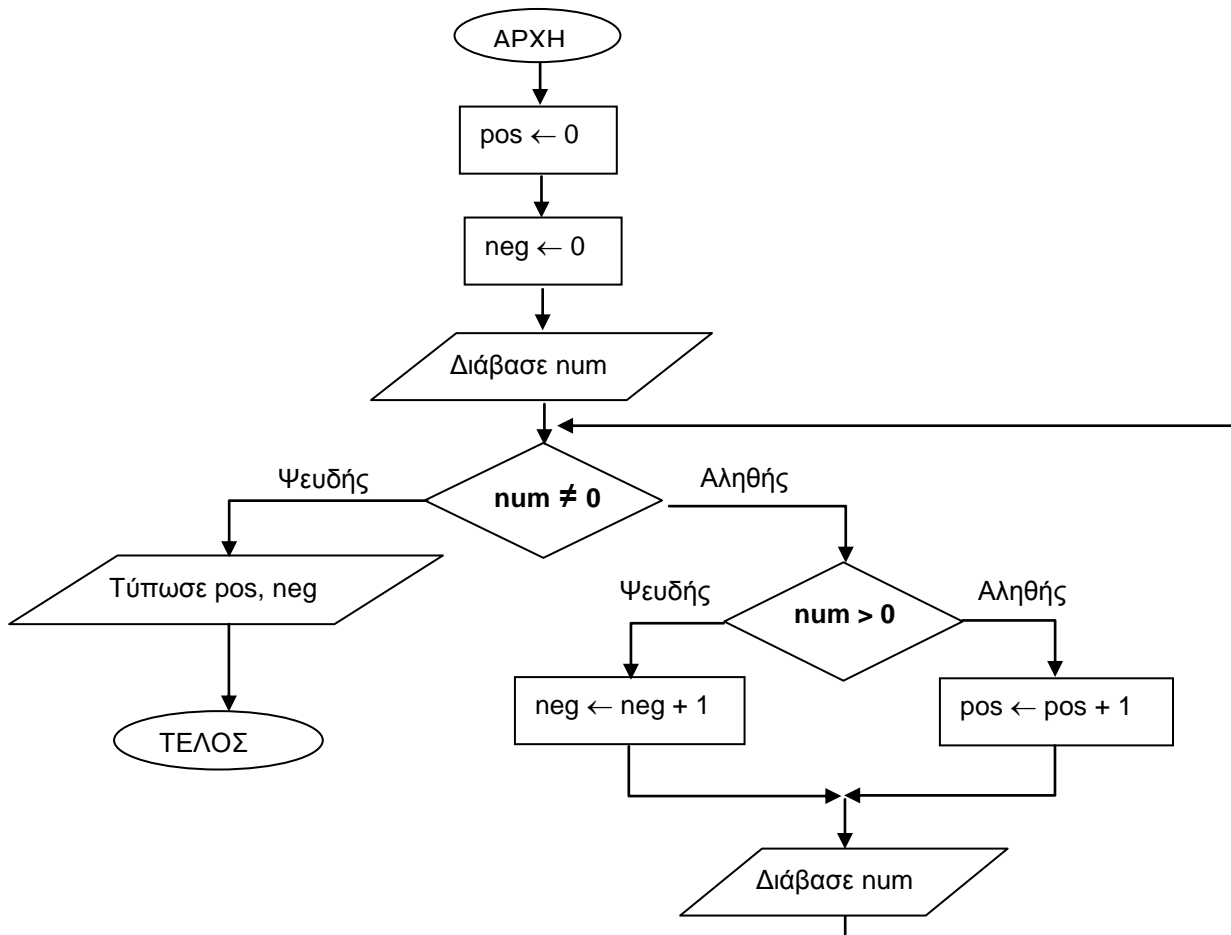 ΑΡΧΗ
pos ← 0
neg ← 0
Διάβασε num
Ψευδής
Αληθής
num ≠ 0
Τύπωσε pos, neg
Ψευδής
Αληθής
num > 0
neg ← neg + 1
pos ← pos + 1
ΤΕΛΟΣ
Διάβασε num